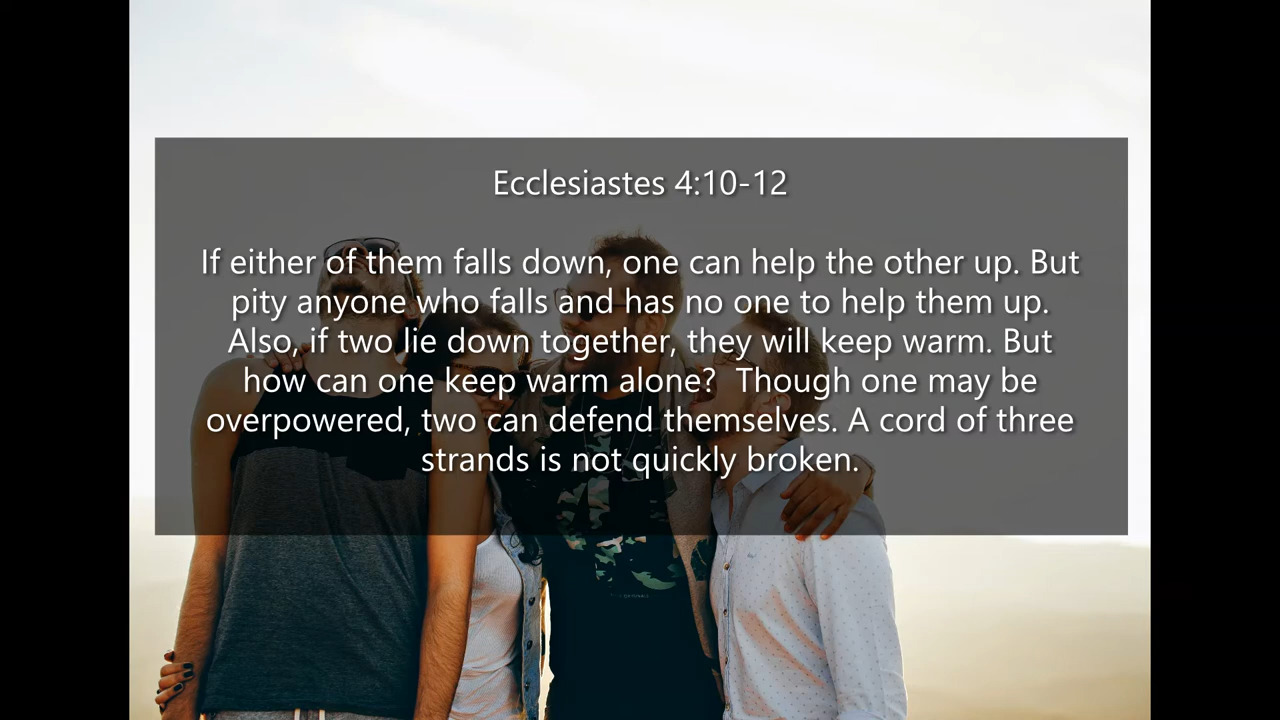 Ecclesiastes 4:10-12
If either of them falls down, one can help the other up. But
pity anyone who falls and has no one to help them up.
Also, if two lie down together, they will keep warm. But
how can one keep warm alone?  Though one may be
overpowered, two can defend themselves. A cord of three
strands is not quickly broken.